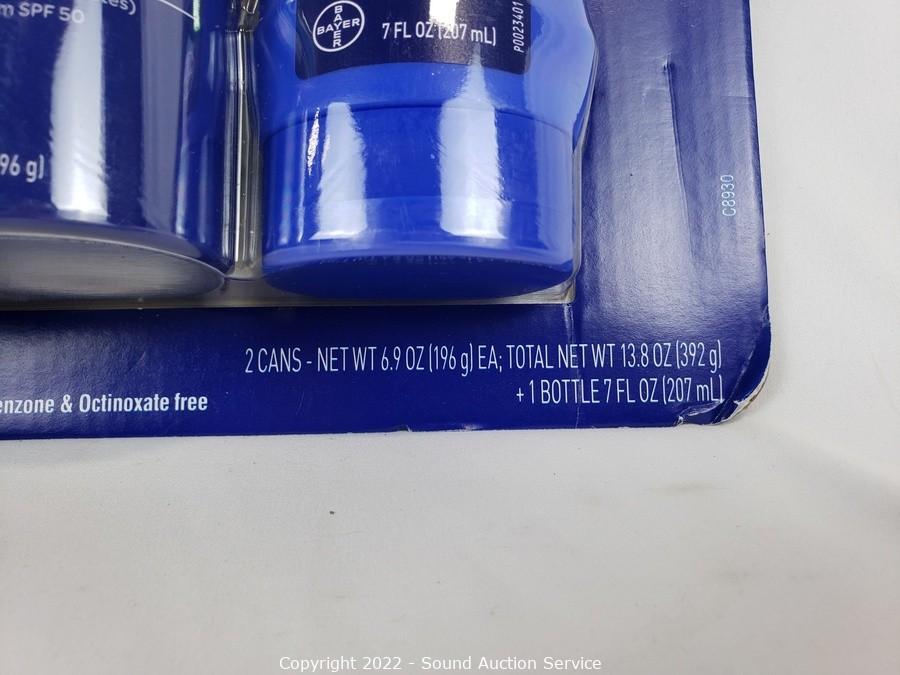 m SPF 50
BAYER
BAYER
7 FL OZ (207 mL)
P0023401
96 g)
C8930
2 CANS - NET WT 6.9 OZ (196 g) EA; TOTAL NET WT 13.8 OZ (392 g)
+ 1 BOTTLE 7 FL OZ (207 mL)
enzone & Octinoxate free
Copyright 2022 - Sound Auction Service